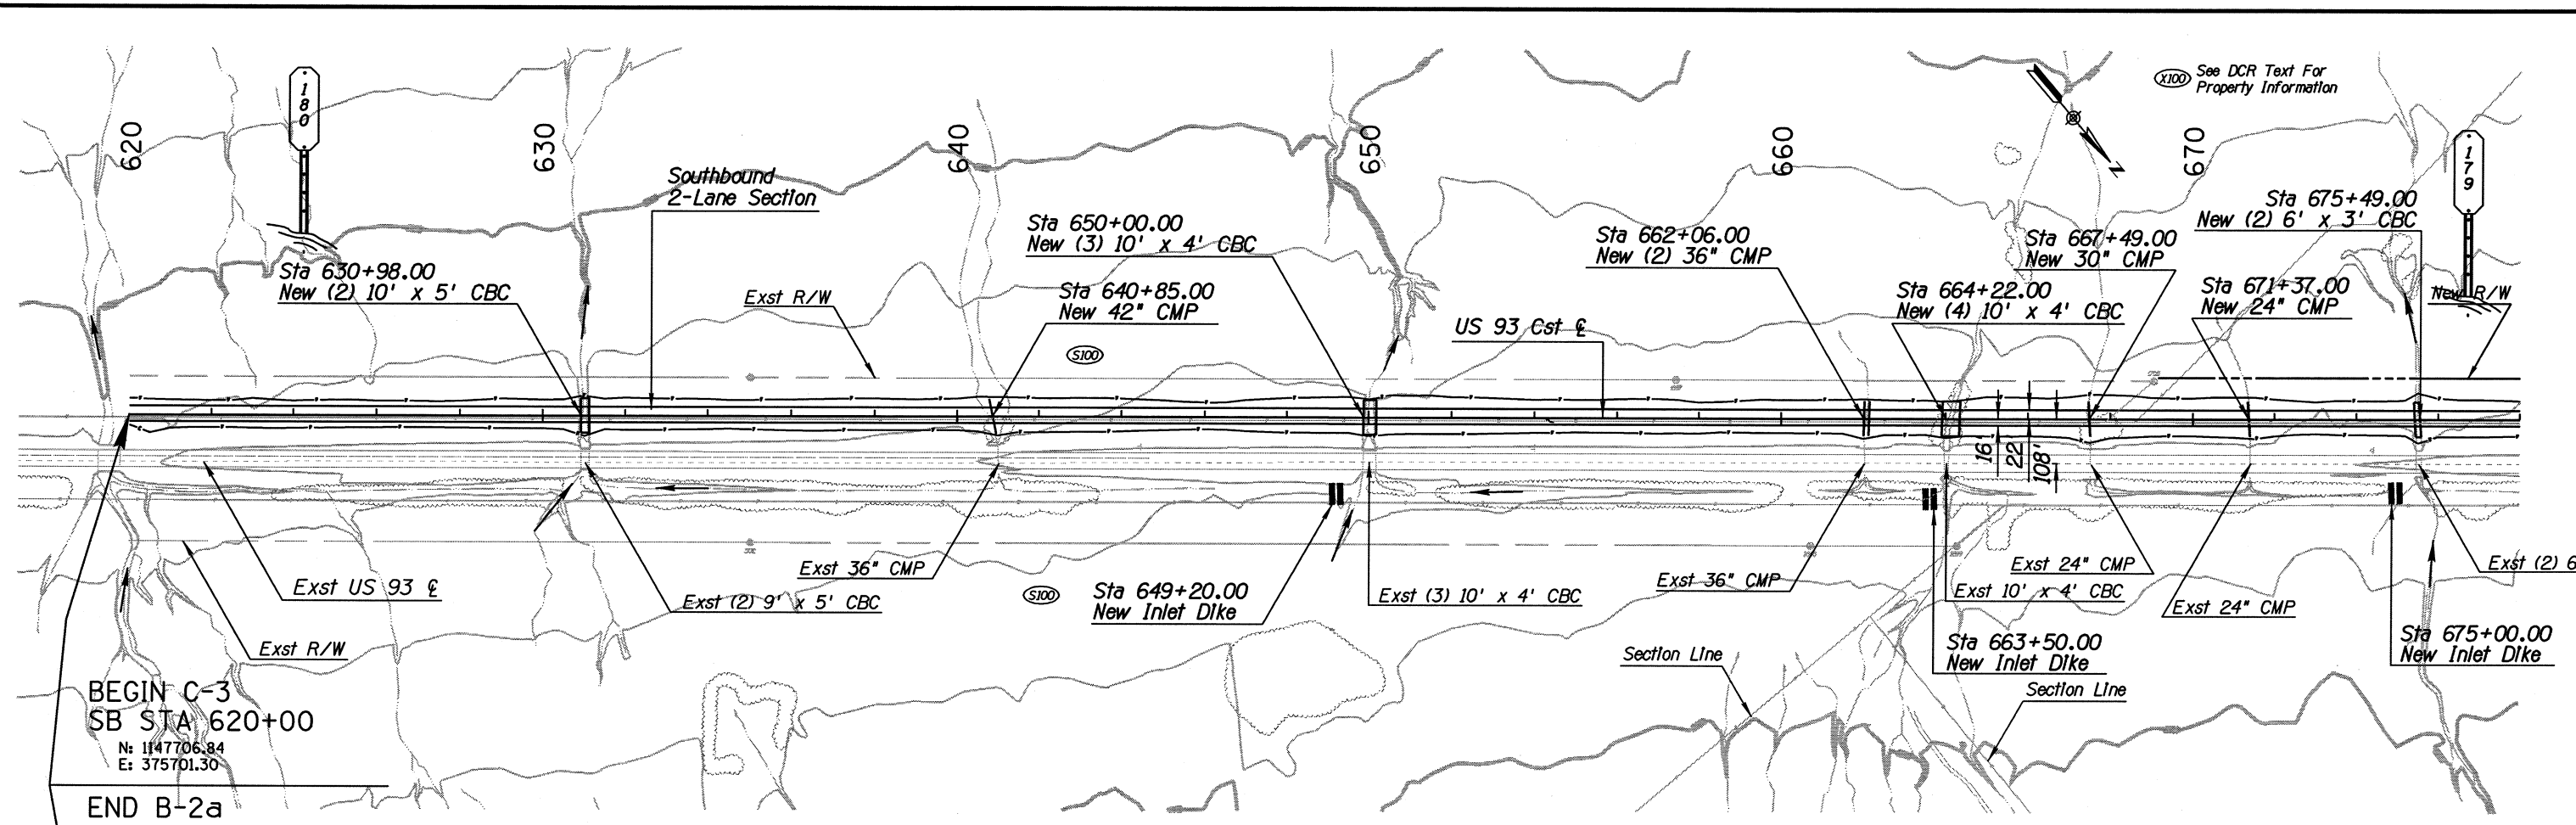 180
620
630
640
650
660
670
179
X100 See DCR Text For
Property Information
Southbound
2-Lane Section
Sta 630+98.00
New (2) 10' x 5' CBC
Exst R/W
Sta 650+00.00
New (3) 10' x 4' CBC
Sta 640+85.00
New 42" CMP
S100
US 93 Cst ℄
Sta 662+06.00
New (2) 36" CMP
Sta 664+22.00
New (4) 10' x 4' CBC
Sta 667+49.00
New 30" CMP
Sta 671+37.00
New 24" CMP
Sta 675+49.00
New (2) 6' x 3' CBC
New R/W
N
16'
22'
108'
Exst US 93 ℄
Exst R/W
Exst (2) 9' x 5' CBC
Exst 36" CMP
S100
Sta 649+20.00
New Inlet Dike
Exst (3) 10' x 4' CBC
Exst 36" CMP
Exst 10' x 4' CBC
Exst 24" CMP
Exst 24" CMP
Exst (2) 6
Sta 663+50.00
New Inlet Dike
Sta 675+00.00
New Inlet Dike
Section Line
Section Line
BEGIN C-3
SB STA 620+00
N: 1147706.84
E: 375701.30
END B-2a